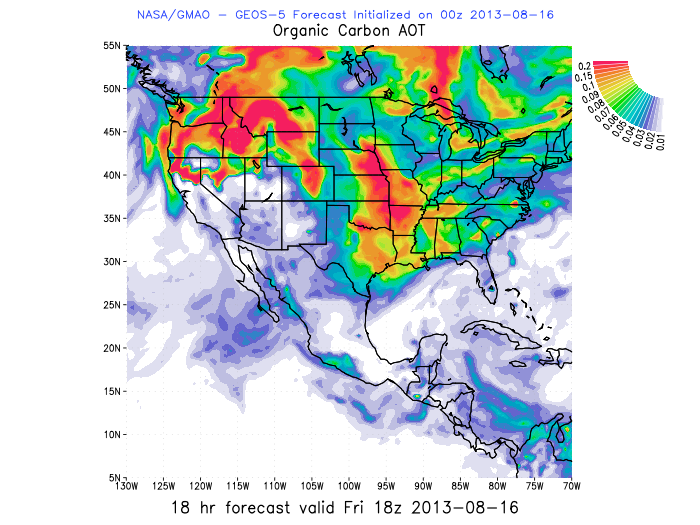 NASA/GMAO - GEOS-5 Forecast Initialized on 00z 2013-08-16
Organic Carbon AOT
55N
50N
45N
40N
35N
30N
25N
20N
15N
10N
5N
130W 125W 120W 115W 110W 105W 100W 95W 90W 85W 80W 75W 70W
0.2
0.15
0.1
0.09
0.08
0.07
0.06
0.05
0.04
0.03
0.02
0.01
18 hr forecast valid Fri 18z 2013-08-16